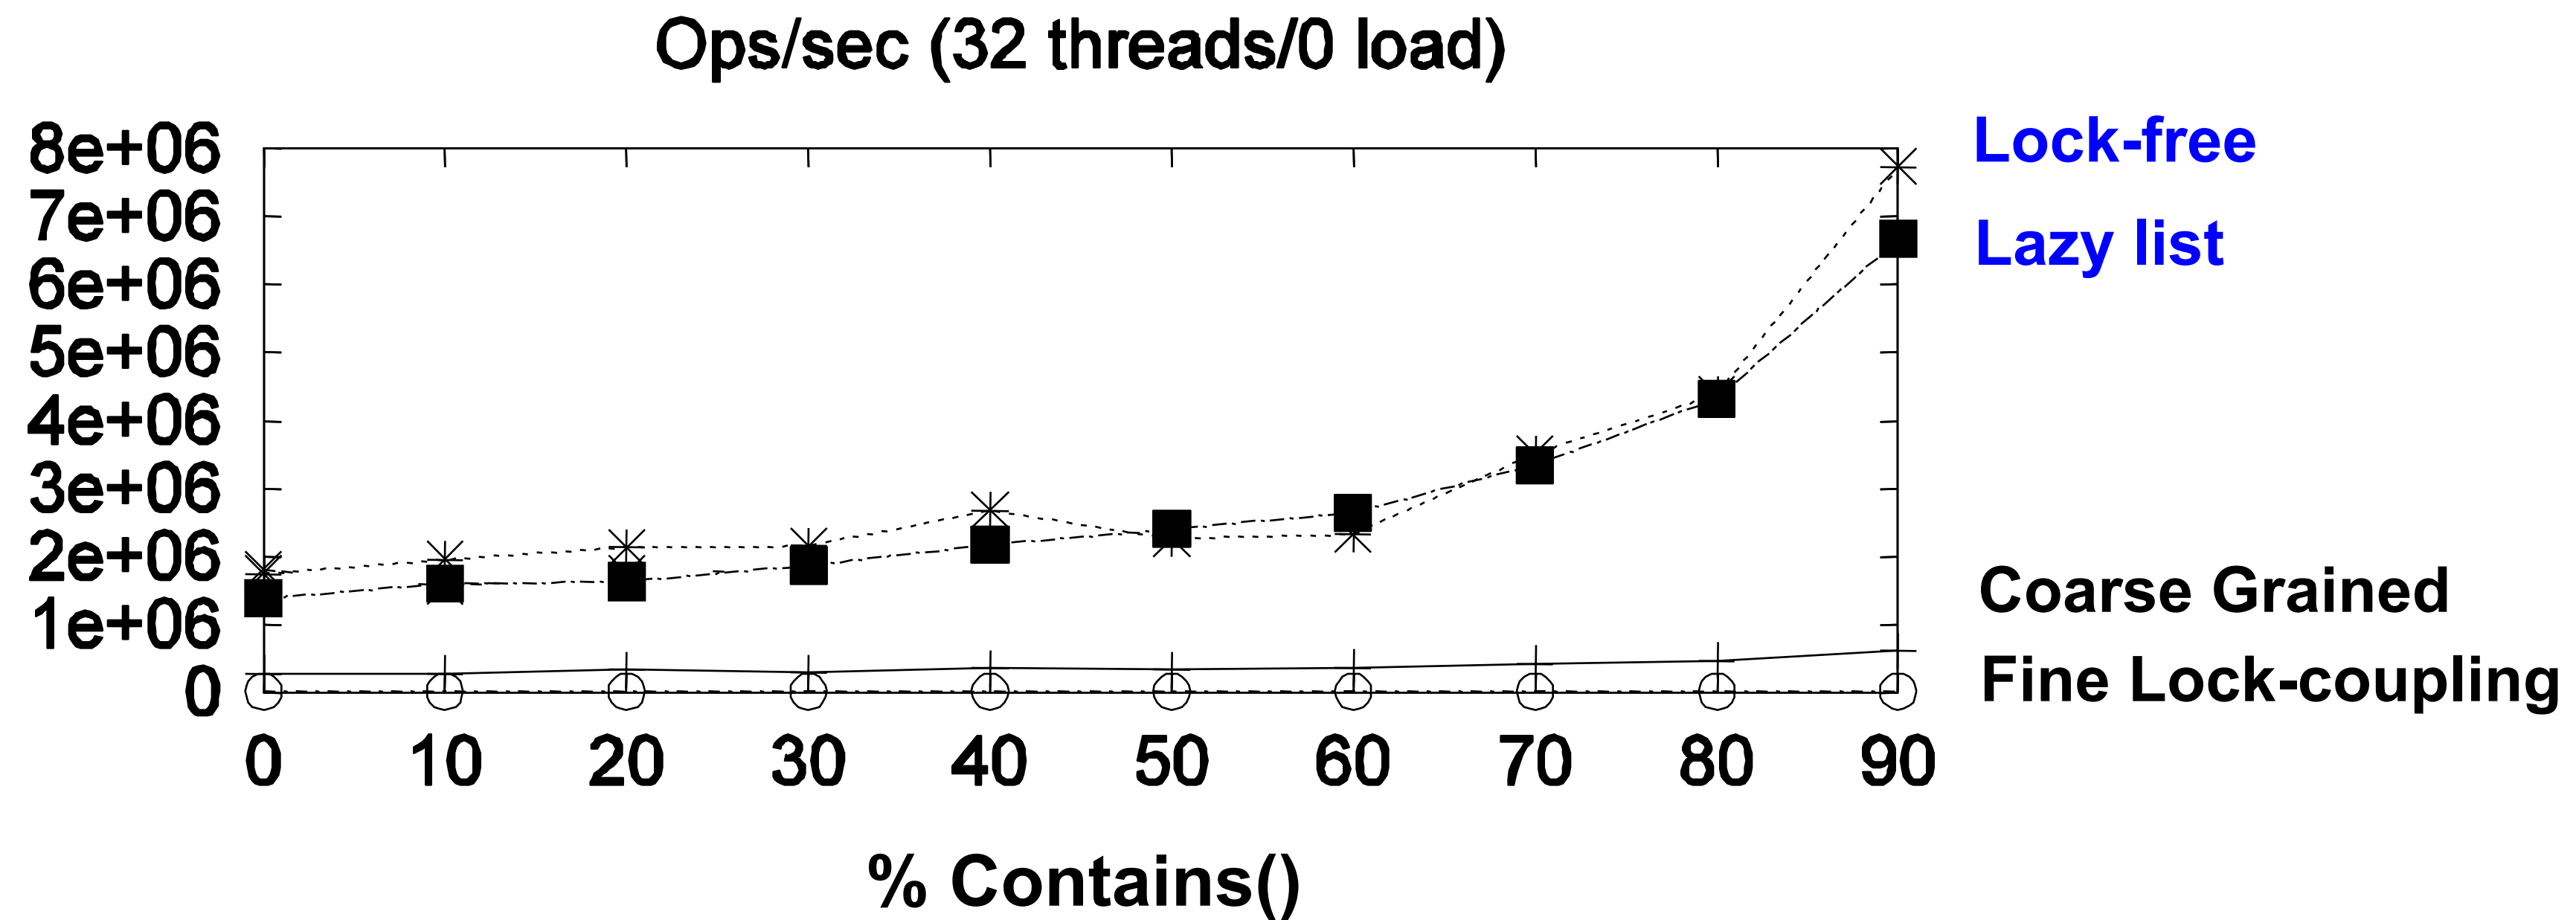 Ops/sec (32 threads/0 load)
8e+06
7e+06
6e+06
5e+06
4e+06
3e+06
2e+06
1e+06
0
0 10 20 30 40 50 60 70 80 90
% Contains()
Lock-free
Lazy list
Coarse Grained
Fine Lock-coupling